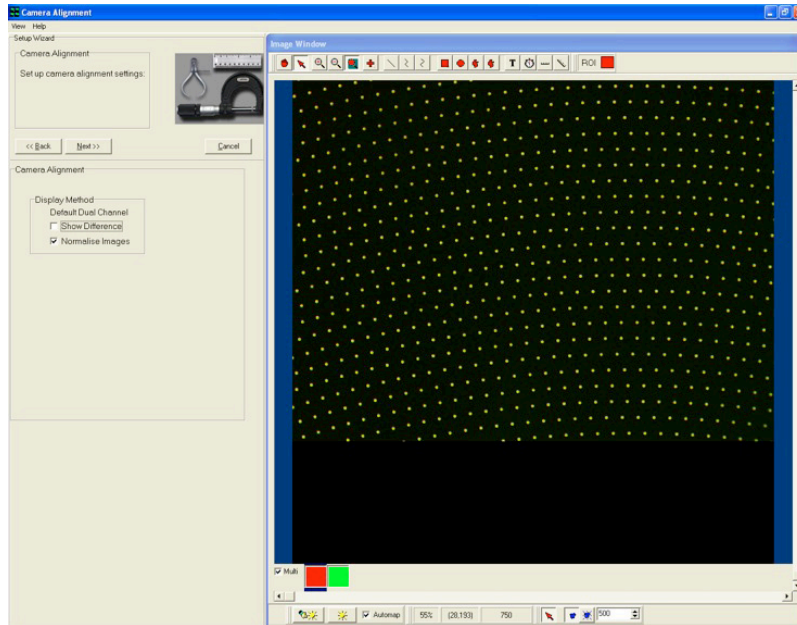 Camera Alignment
View Help
Setup Wizard
Camera Alignment
Set up camera alignment settings:
<< Back
Next >>
Cancel
Camera Alignment
Display Method
Default Dual Channel
Show Difference
Normalise Images
Image Window
T
ROI
Multi
Automap
55%
(28,193)
750
500